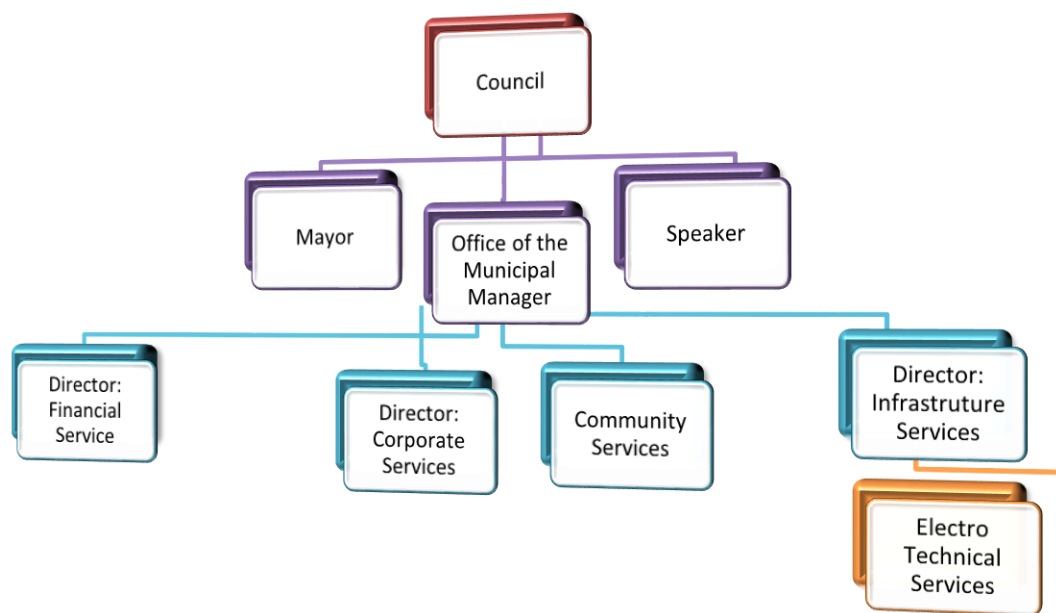 Council
Mayor
Office of the
Municipal
Manager
Speaker
Director:
Financial
Service
Director:
Corporate
Services
Community
Services
Director:
Infrastruture
Services
Electro
Technical
Services